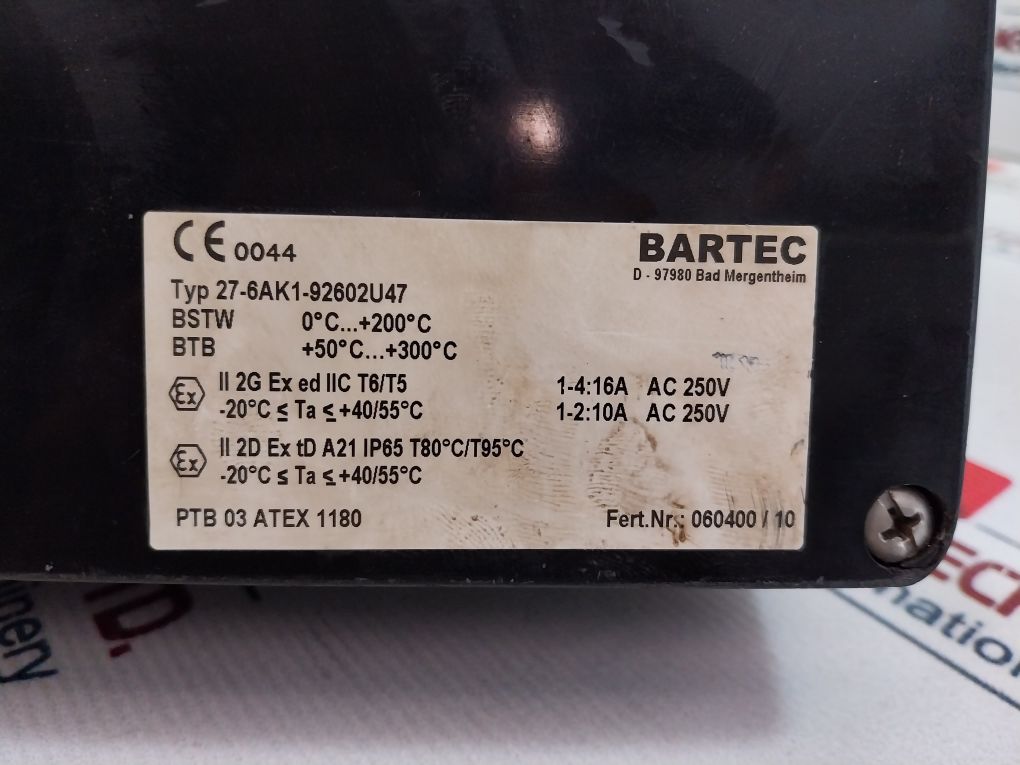 CE 0044
BARTEC
D - 97980 Bad Mergentheim
Typ 27-6AK1-92602U47
BSTW 0°C...+200°C
BTB +50°C...+300°C
Ex II 2G Ex ed IIC T6/T5 1-4:16A AC 250V
-20°C ≤ Ta ≤ +40/55°C 1-2:10A AC 250V
Ex II 2D Ex tD A21 IP65 T80°C/T95°C
-20°C ≤ Ta ≤ +40/55°C
PTB 03 ATEX 1180 Fert.Nr.: 060400 / 10